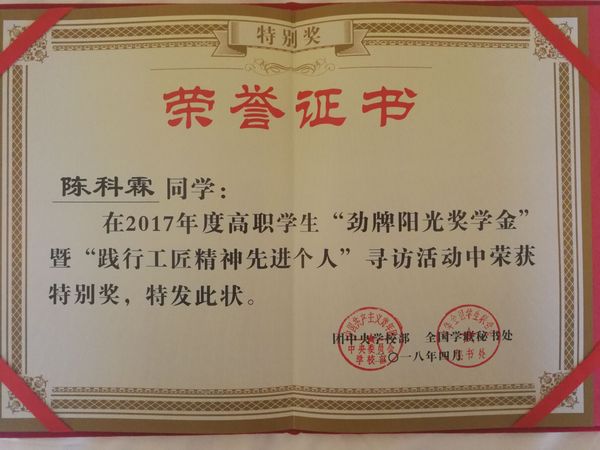 特别奖
荣誉证书
陈科霖 同学：
在2017年度高职学生“劲牌阳光奖学金”
暨“践行工匠精神先进个人”寻访活动中荣获
特别奖，特发此状。
团中央学校部 全国学联秘书处
二〇一八年四月